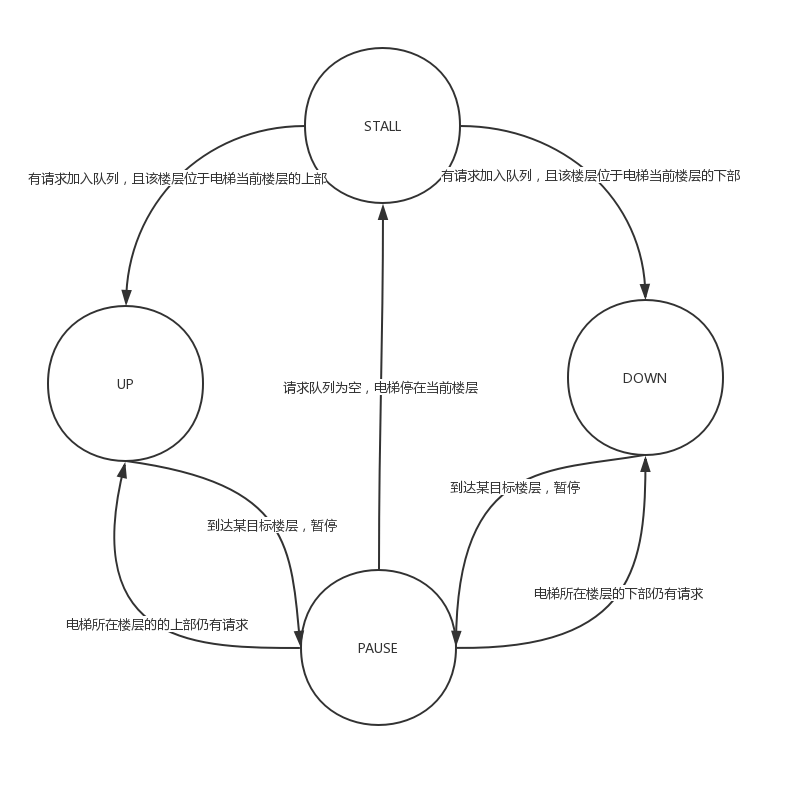 STALL
有请求加入队列，且该楼层位于电梯当前楼层的上部
有请求加入队列，且该楼层位于电梯当前楼层的下部
UP
DOWN
请求队列为空，电梯停在当前楼层
到达某目标楼层，暂停
到达某目标楼层，暂停
电梯所在楼层的的上部仍有请求
电梯所在楼层的下部仍有请求
PAUSE